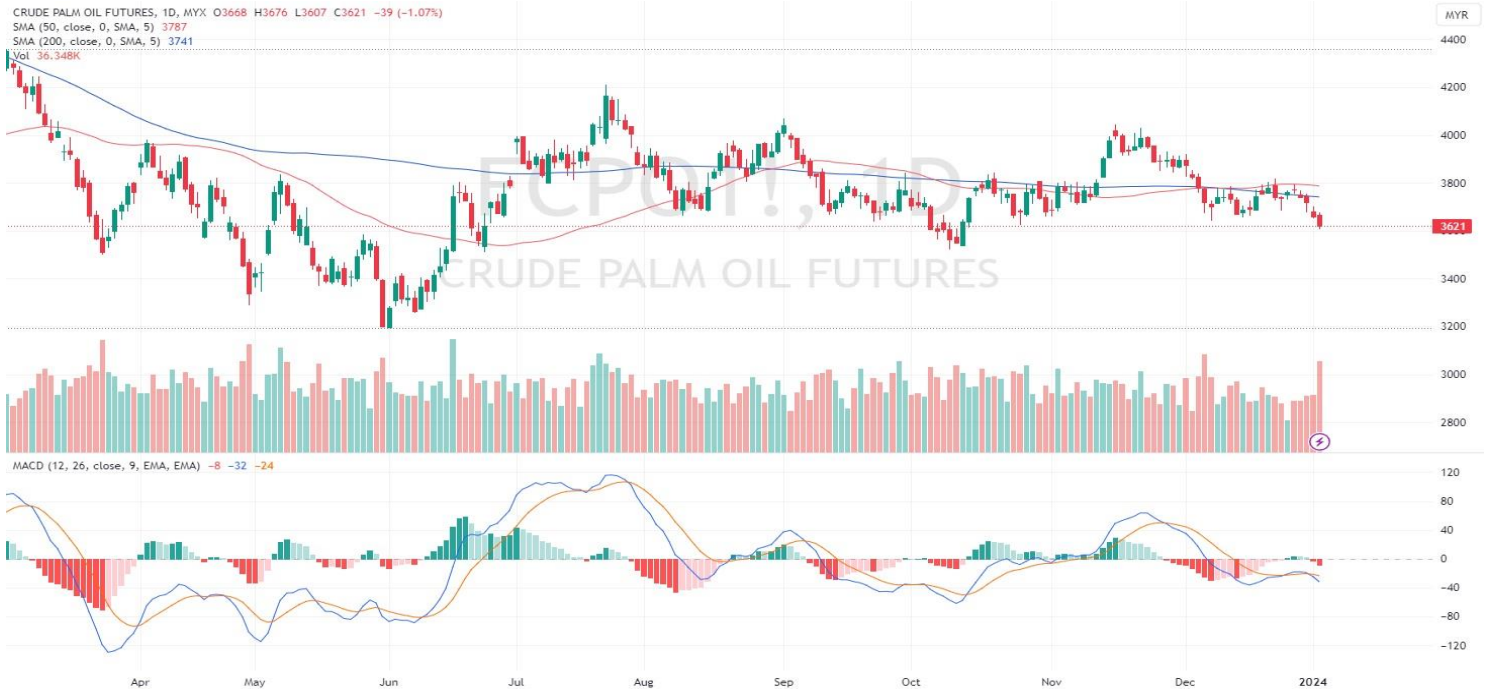 CRUDE PALM OIL FUTURES, 1D, MYX O3668 H3676 L3607 C3621 −39 (−1.07%)
MYR
SMA (50, close, 0, SMA, 5) 3787
SMA (200, close, 0, SMA, 5) 3741
Vol 36.348K
4400
4200
4000
3800
3621
3400
3200
3000
2800
FCPO1!, 1D
CRUDE PALM OIL FUTURES
MACD (12, 26, close, 9, EMA, EMA) −8 −32 −24
120
80
40
0
−40
−80
−120
Apr May Jun Jul Aug Sep Oct Nov Dec 2024